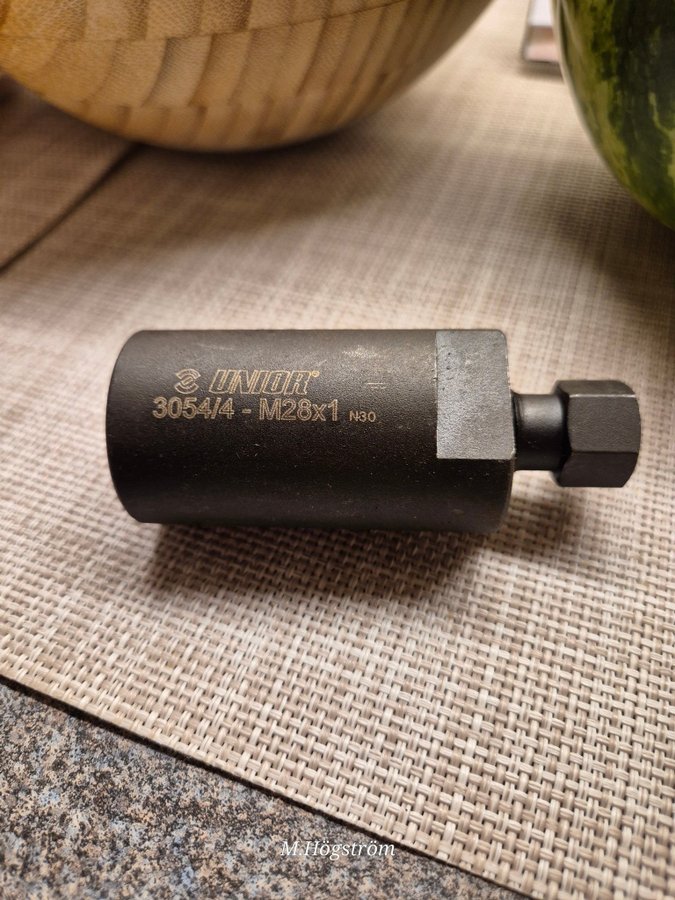 UNIOR®
3054/4 - M28x1 N30
M.Högström